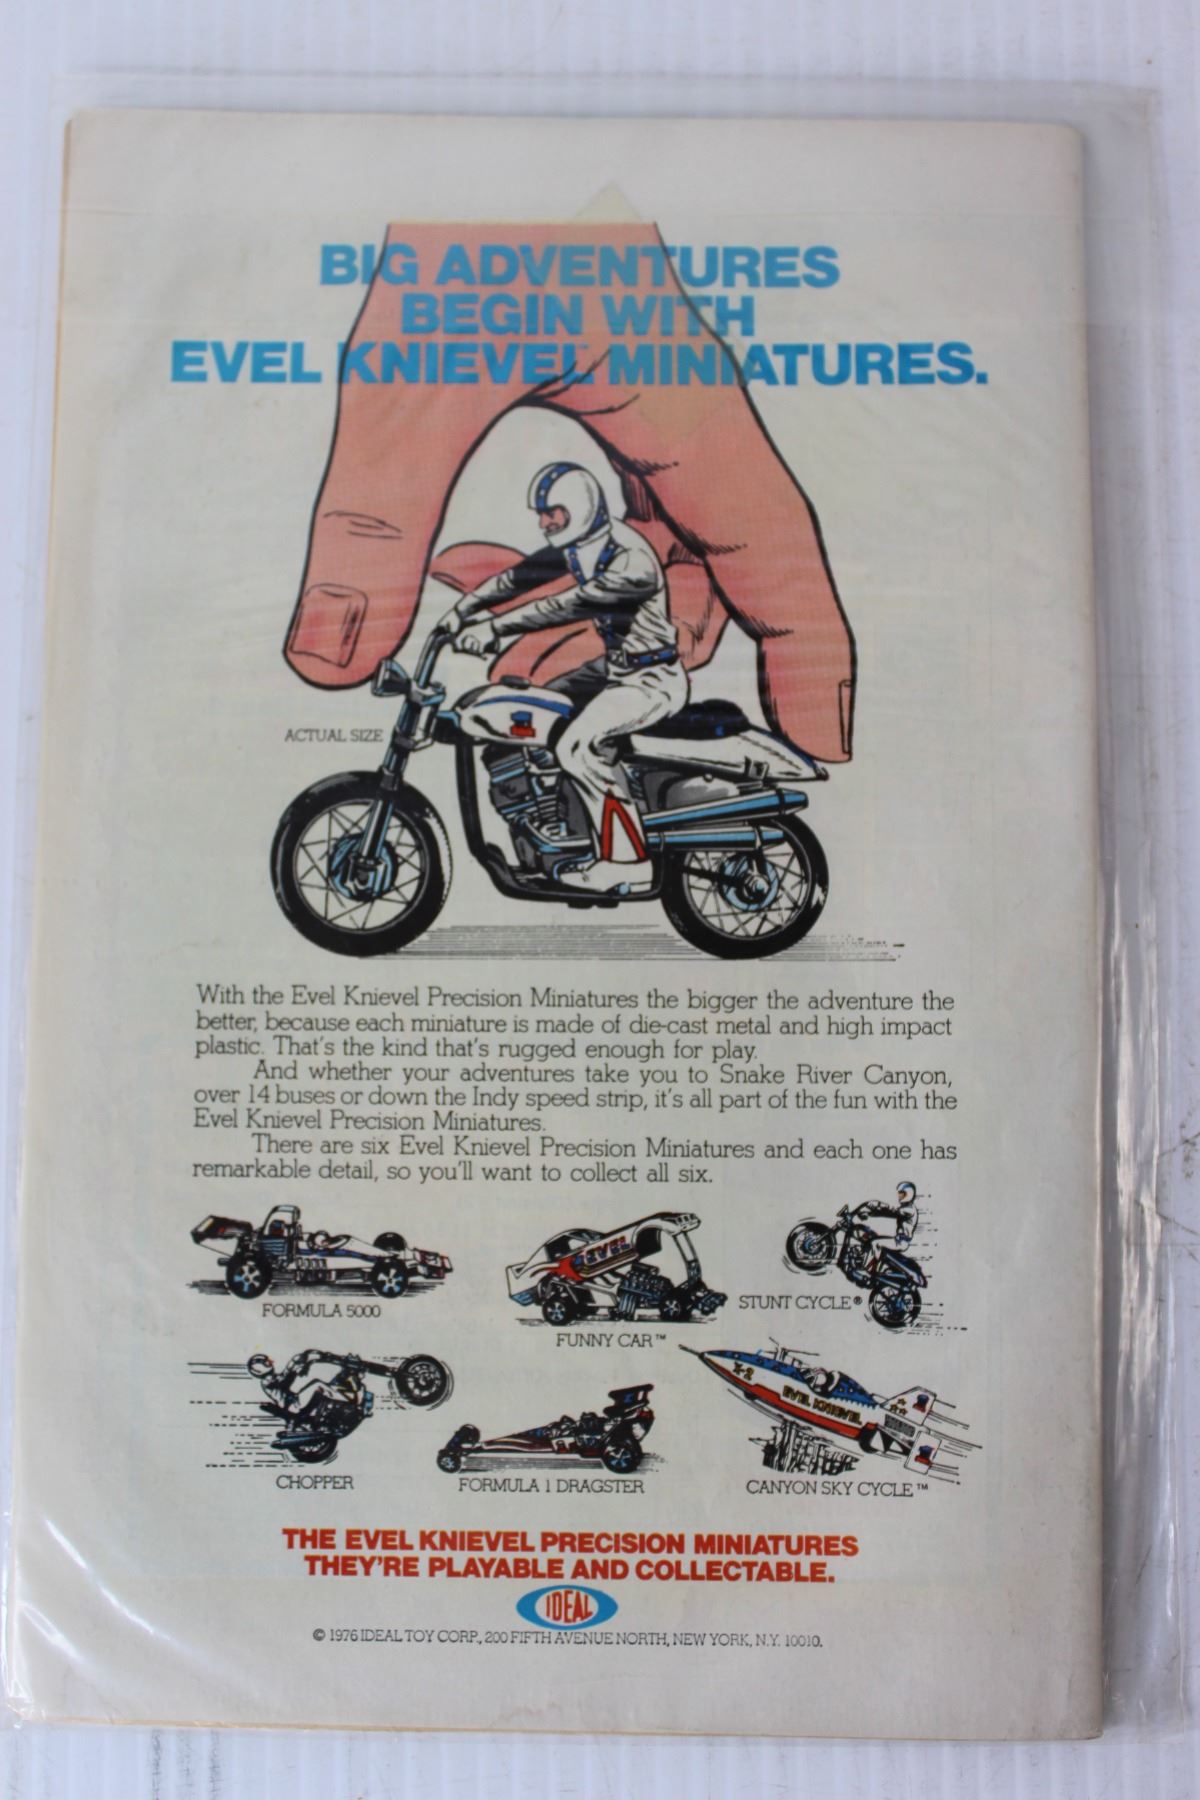 BIG ADVENTURES
BEGIN WITH
EVEL KNIEVEL™ MINIATURES.
ACTUAL SIZE
With the Evel Knievel Precision Miniatures the bigger the adventure the
better, because each miniature is made of die-cast metal and high impact
plastic. That's the kind that's rugged enough for play.
And whether your adventures take you to Snake River Canyon,
over 14 buses or down the Indy speed strip, it's all part of the fun with the
Evel Knievel Precision Miniatures.
There are six Evel Knievel Precision Miniatures and each one has
remarkable detail, so you'll want to collect all six.
EVEL
FORMULA 5000
FUNNY CAR™
STUNT CYCLE®
X-2
EVEL KNIEVEL
CHOPPER
FORMULA 1 DRAGSTER
CANYON SKY CYCLE™
THE EVEL KNIEVEL PRECISION MINIATURES
THEY'RE PLAYABLE AND COLLECTABLE.
IDEAL
© 1976 IDEAL TOY CORP., 200 FIFTH AVENUE NORTH, NEW YORK, N.Y. 10010.